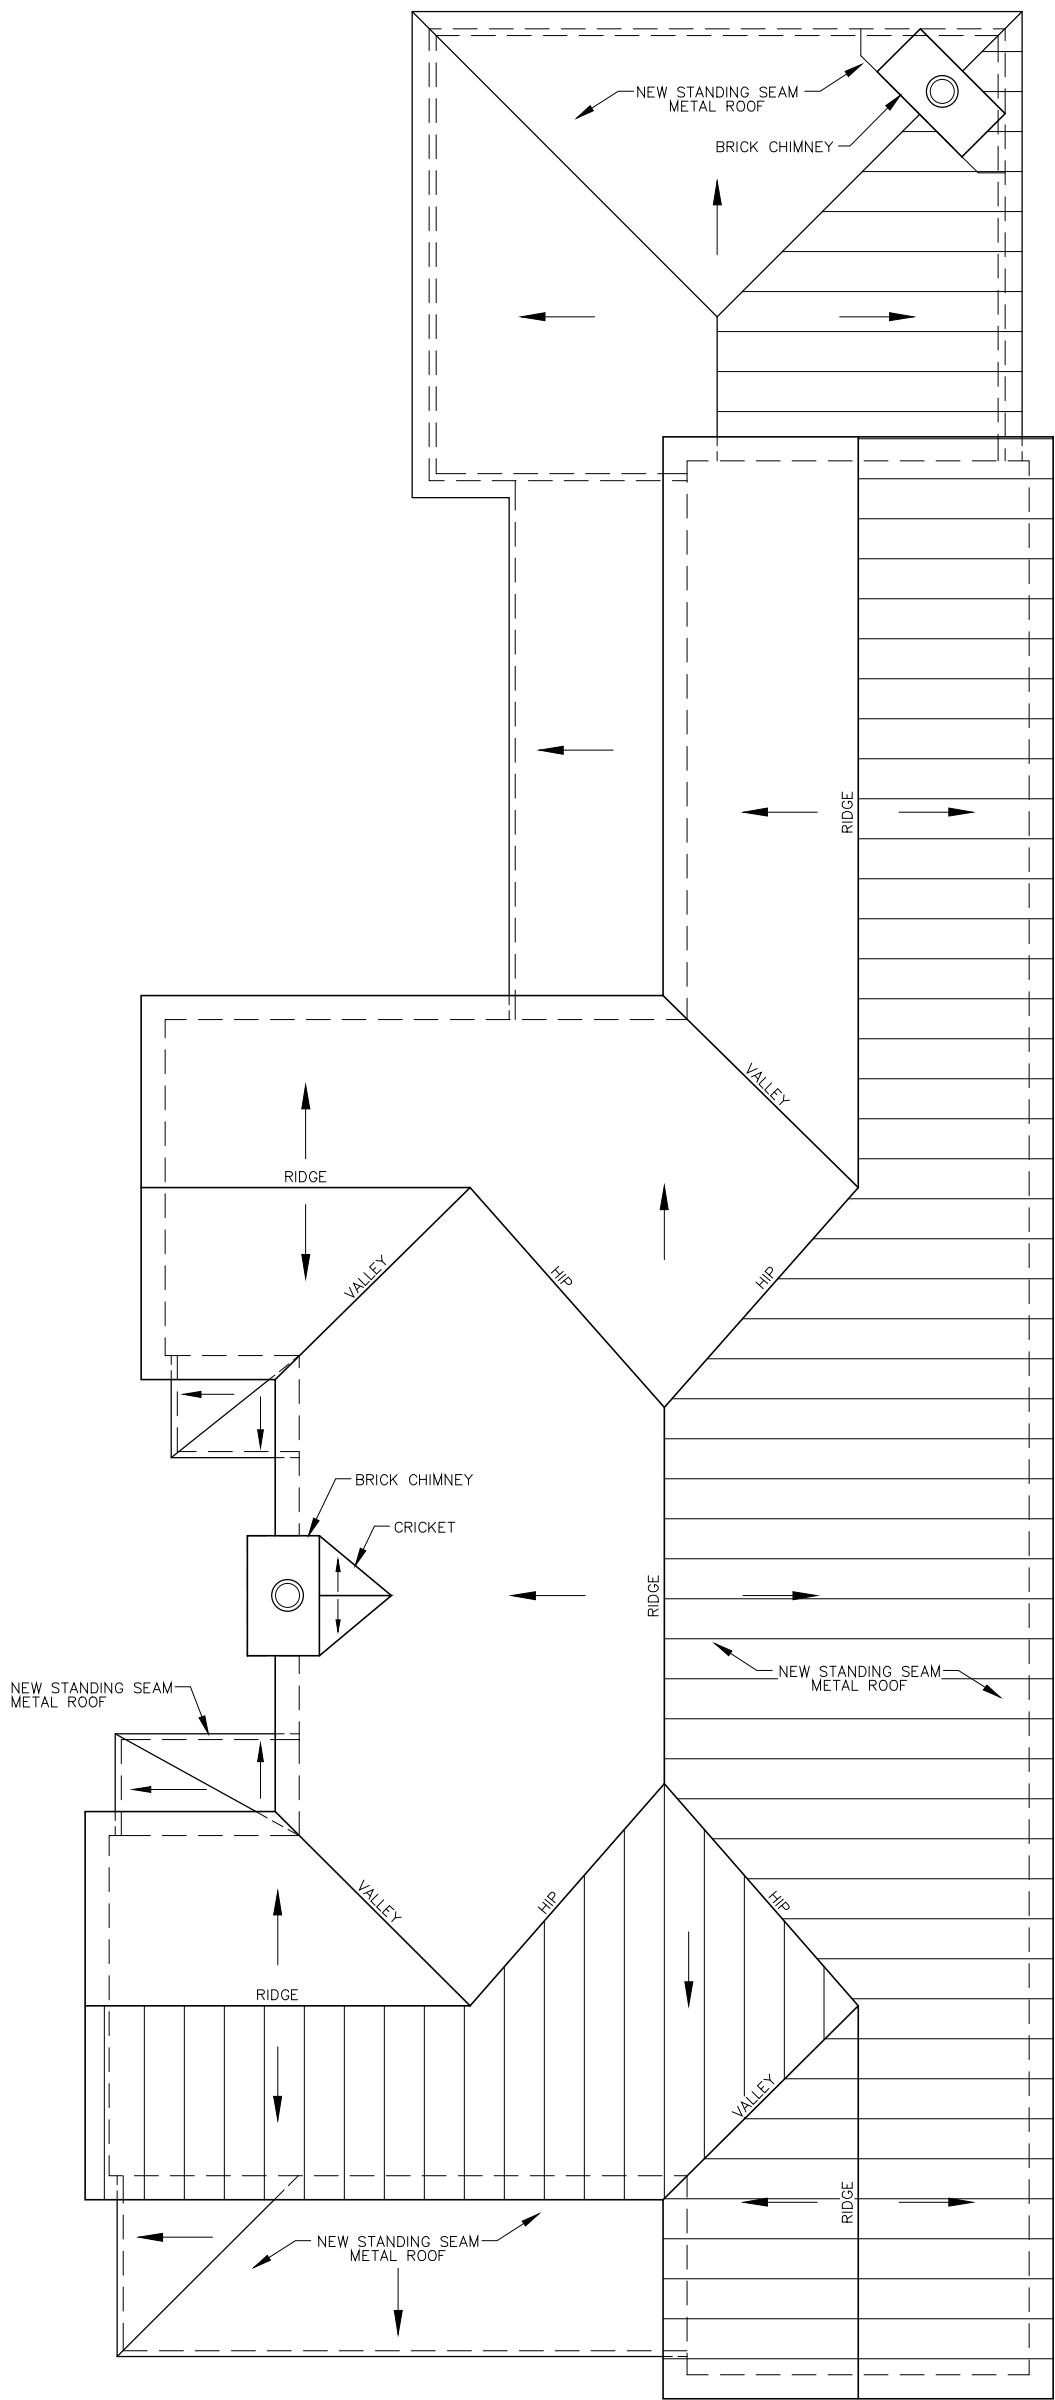 NEW STANDING SEAM
METAL ROOF
BRICK CHIMNEY
RIDGE
VALLEY
RIDGE
VALLEY
HIP
HIP
BRICK CHIMNEY
CRICKET
RIDGE
NEW STANDING SEAM
METAL ROOF
NEW STANDING SEAM
METAL ROOF
VALLEY
HIP
HIP
RIDGE
VALLEY
RIDGE
NEW STANDING SEAM
METAL ROOF